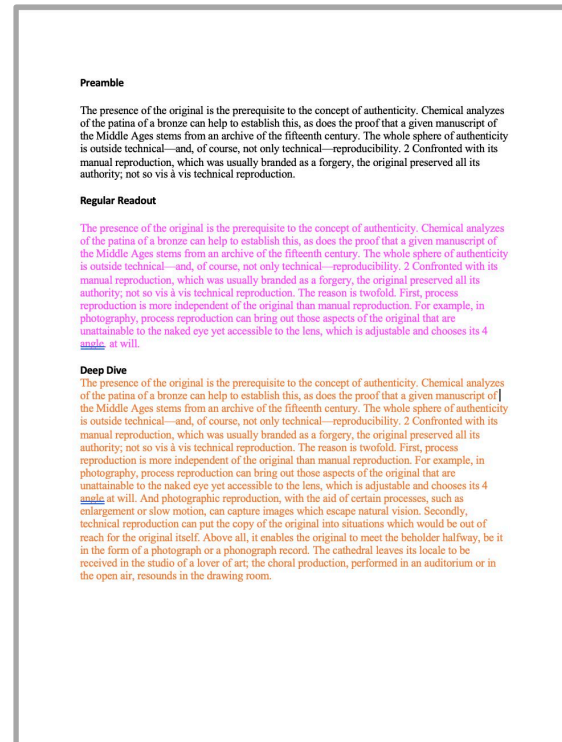 Preamble
The presence of the original is the prerequisite to the concept of authenticity. Chemical analyzes
of the patina of a bronze can help to establish this, as does the proof that a given manuscript of
the Middle Ages stems from an archive of the fifteenth century. The whole sphere of authenticity
is outside technical—and, of course, not only technical—reproducibility. 2 Confronted with its
manual reproduction, which was usually branded as a forgery, the original preserved all its
authority; not so vis à vis technical reproduction.
Regular Readout
The presence of the original is the prerequisite to the concept of authenticity. Chemical analyzes
of the patina of a bronze can help to establish this, as does the proof that a given manuscript of
the Middle Ages stems from an archive of the fifteenth century. The whole sphere of authenticity
is outside technical—and, of course, not only technical—reproducibility. 2 Confronted with its
manual reproduction, which was usually branded as a forgery, the original preserved all its
authority; not so vis à vis technical reproduction. The reason is twofold. First, process
reproduction is more independent of the original than manual reproduction. For example, in
photography, process reproduction can bring out those aspects of the original that are
unattainable to the naked eye yet accessible to the lens, which is adjustable and chooses its 4
angle at will.
Deep Dive
The presence of the original is the prerequisite to the concept of authenticity. Chemical analyzes
of the patina of a bronze can help to establish this, as does the proof that a given manuscript of
the Middle Ages stems from an archive of the fifteenth century. The whole sphere of authenticity
is outside technical—and, of course, not only technical—reproducibility. 2 Confronted with its
manual reproduction, which was usually branded as a forgery, the original preserved all its
authority; not so vis à vis technical reproduction. The reason is twofold. First, process
reproduction is more independent of the original than manual reproduction. For example, in
photography, process reproduction can bring out those aspects of the original that are
unattainable to the naked eye yet accessible to the lens, which is adjustable and chooses its 4
angle at will. And photographic reproduction, with the aid of certain processes, such as
enlargement or slow motion, can capture images which escape natural vision. Secondly,
technical reproduction can put the copy of the original into situations which would be out of
reach for the original itself. Above all, it enables the original to meet the beholder halfway, be it
in the form of a photograph or a phonograph record. The cathedral leaves its locale to be
received in the studio of a lover of art; the choral production, performed in an auditorium or in
the open air, resounds in the drawing room.